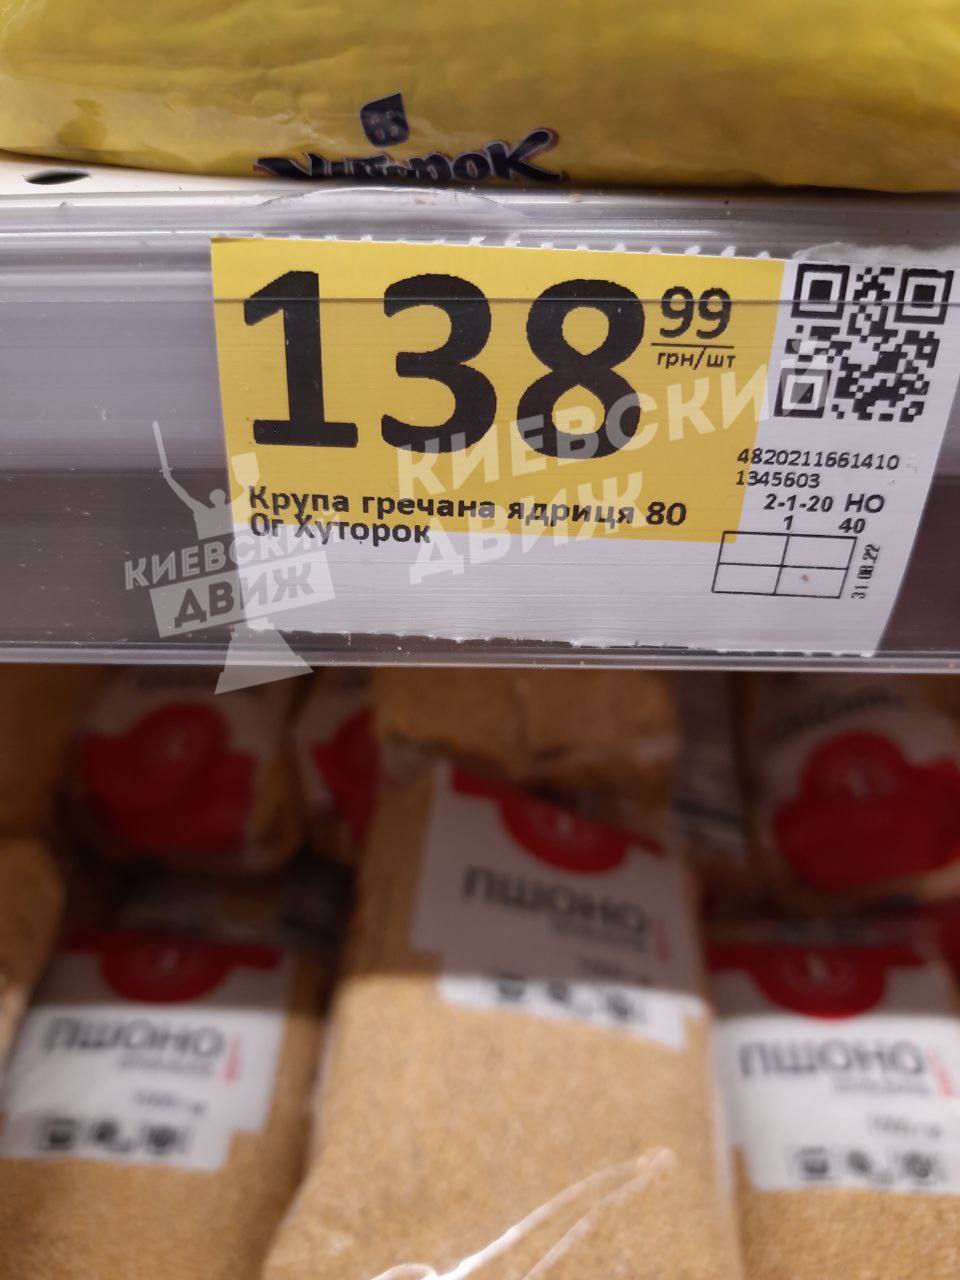 Хуторок
138
99
грн/шт
4820211661410
1345603
2-1-20 НО
1 40
31.08.22
Крупа гречана ядриця 80
0г Хуторок
КИЕВСКИЙ
ДВИЖ
КИЕВСКИЙ
ДВИЖ
ПШОНО
ПШОНО
ПШОНО